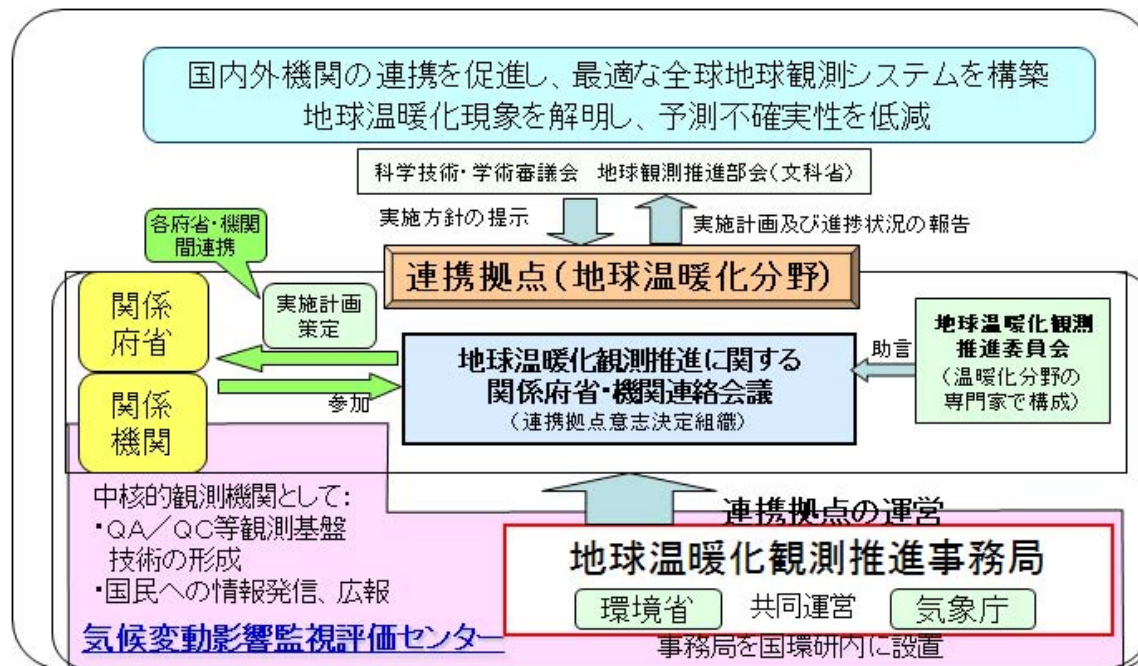 国内外機関の連携を促進し、最適な全球地球観測システムを構築
地球温暖化現象を解明し、予測不確実性を低減
科学技術・学術審議会 地球観測推進部会(文科省)
実施方針の提示
実施計画及び進捗状況の報告
各府省・機関
間連携
連携拠点(地球温暖化分野)
関係
府省
実施計画
策定
地球温暖化観測推進に関する
関係府省・機関連絡会議
(連携拠点意志決定組織)
助言
地球温暖化観測
推進委員会
(温暖化分野の
専門家で構成)
参加
関係
機関
中核的観測機関として:
・QA/QC等観測基盤
技術の形成
・国民への情報発信、広報
気候変動影響監視評価センター
連携拠点の運営
地球温暖化観測推進事務局
環境省 共同運営 気象庁
事務局を国環研内に設置